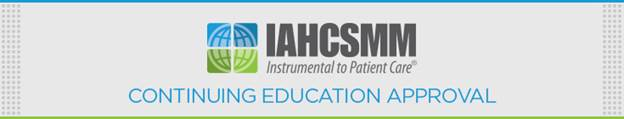 IAHCSMM
Instrumental to Patient Care®
CONTINUING EDUCATION APPROVAL